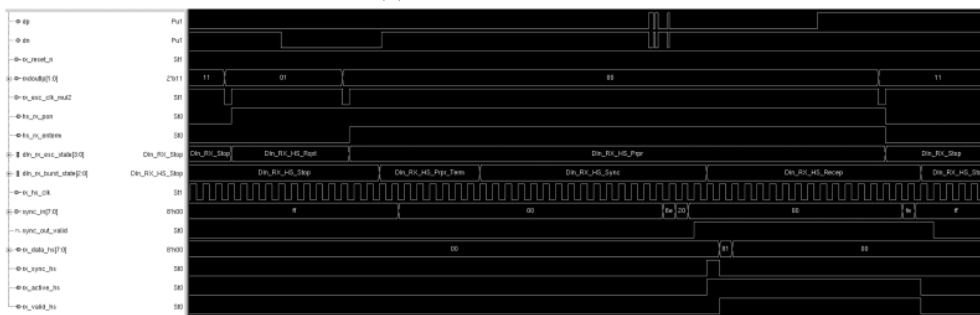 dp Pu1
dn Pu1
rx_reset_n St1
rxdoutlp[1:0] 2'b11 11 01 00 11
rx_esc_clk_mul2 St1
hs_rx_pon St0
hs_rx_enterm St0
dln_rx_esc_state[3:0] Dln_RX_Stop Dln_RX_Stop Dln_RX_HS_Rqst Dln_RX_HS_Prpr Dln_RX_Stop
dln_rx_burst_state[2:0] Dln_RX_HS_Stop Dln_RX_HS_Stop Dln_RX_HS_Prpr_Term Dln_RX_HS_Sync Dln_RX_HS_Recep Dln_RX_HS_Sto
rx_hs_clk St1
sync_in[7:0] 8'h00 ff 00 20 00 ff
sync_out_valid St0
rx_data_hs[7:0] 8'h00 00 00
rx_sync_hs St0
rx_active_hs St0
rx_valid_hs St0